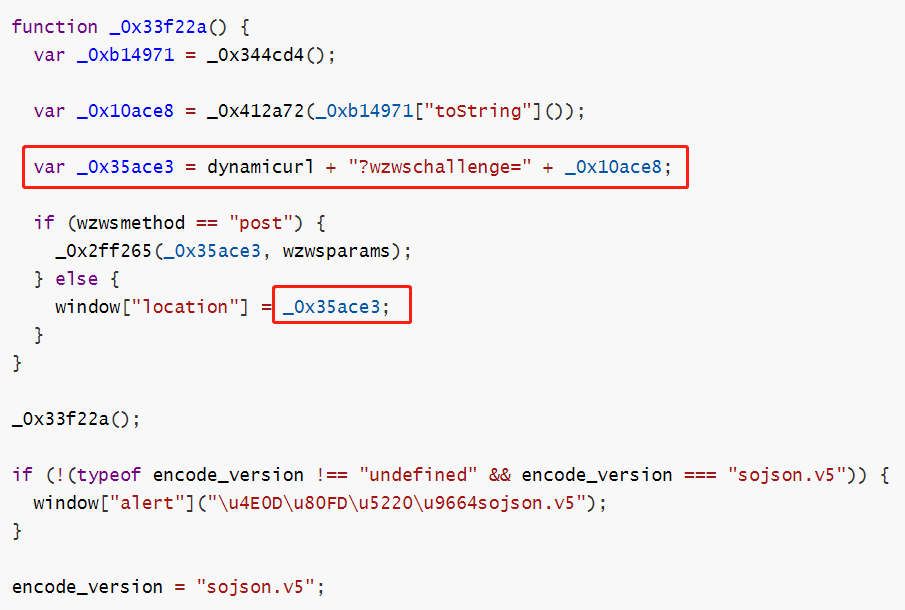 function _0x33f22a() {
var _0xb14971 = _0x344cd4();
var _0x10ace8 = _0x412a72(_0xb14971["toString"]());
var _0x35ace3 = dynamicurl + "?wzwschallenge=" + _0x10ace8;
if (wzwsmethod == "post") {
_0x2ff265(_0x35ace3, wzwsparams);
} else {
window["location"] = _0x35ace3;
}
}
_0x33f22a();
if (!(typeof encode_version !== "undefined" && encode_version === "sojson.v5")) {
window["alert"]("\u4E0D\u80FD\u5220\u9664sojson.v5");
}
encode_version = "sojson.v5";